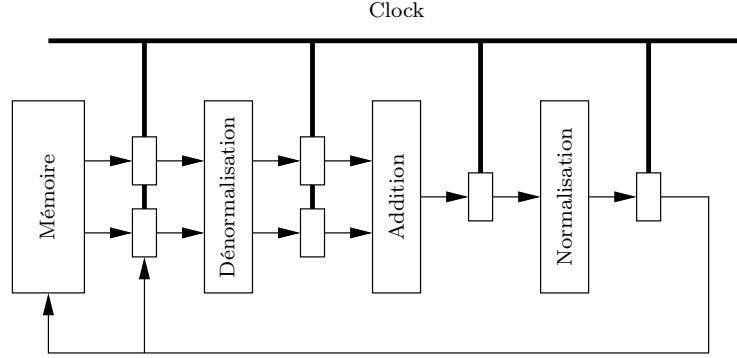 Clock
Mémoire
Dénormalisation
Addition
Normalisation